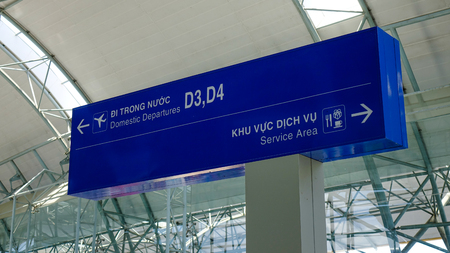 ĐI TRONG NƯỚC
Domestic Departures
D3,D4
KHU VỰC DỊCH VỤ
Service Area